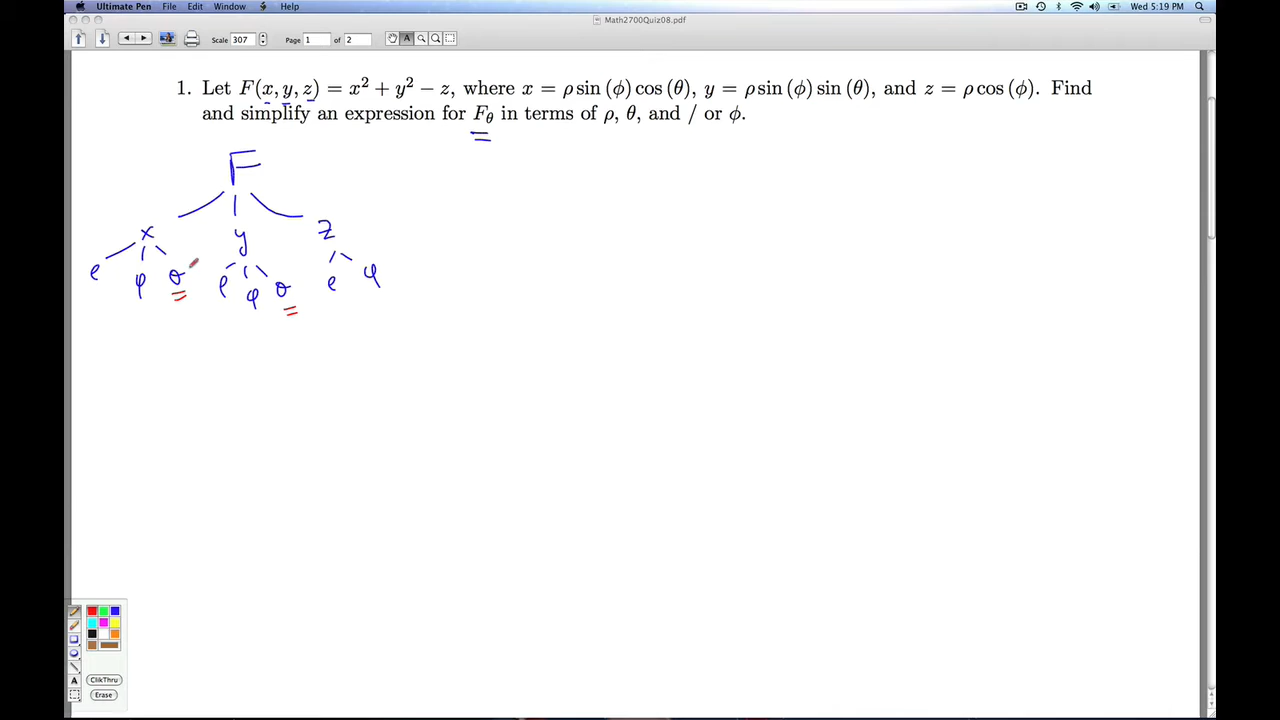 Ultimate Pen File Edit Window Help Wed 5:19 PM
Math2700Quiz08.pdf
Scale 307 Page 1 of 2 A
1. Let F(x, y, z) = x² + y² − z, where x = ρ sin (ϕ) cos (θ), y = ρ sin (ϕ) sin (θ), and z = ρ cos (ϕ). Find
and simplify an expression for F_θ in terms of ρ, θ, and / or ϕ.
F
x y z
ρ φ θ ρ φ θ ρ φ
A
ClikThru
Erase